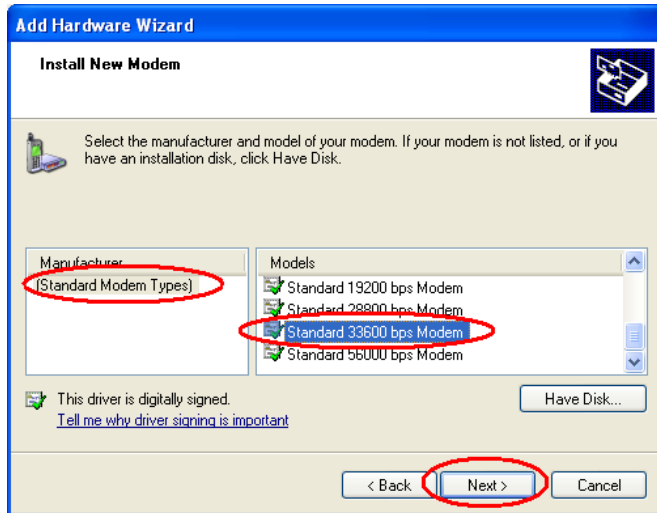 Add Hardware Wizard
Install New Modem
Select the manufacturer and model of your modem. If your modem is not listed, or if you
have an installation disk, click Have Disk.
Manufacturer
(Standard Modem Types)
Models
Standard 19200 bps Modem
Standard 28800 bps Modem
Standard 33600 bps Modem
Standard 56000 bps Modem
This driver is digitally signed.
Tell me why driver signing is important
Have Disk...
< Back
Next >
Cancel